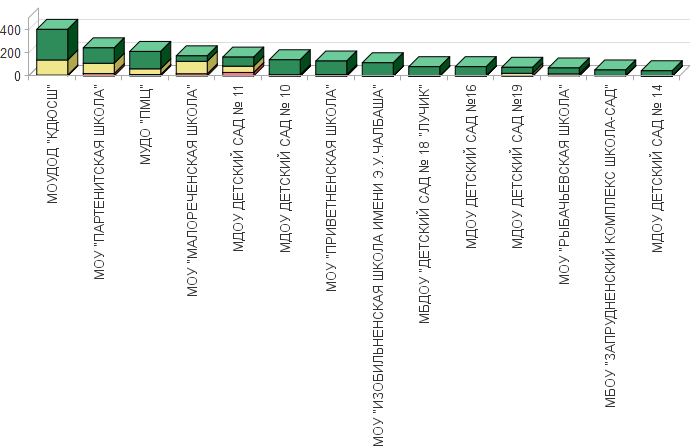 400
200
0
МОУДОД "КДЮСШ"
МОУ "ПАРТЕНИТСКАЯ ШКОЛА"
МУДО "ПМЦ"
МОУ "МАЛОРЕЧЕНСКАЯ ШКОЛА"
МДОУ ДЕТСКИЙ САД № 11
МДОУ ДЕТСКИЙ САД № 10
МОУ "ПРИВЕТНЕНСКАЯ ШКОЛА"
МОУ "ИЗОБИЛЬНЕНСКАЯ ШКОЛА ИМЕНИ Э.У.ЧАЛБАША"
МБДОУ "ДЕТСКИЙ САД № 18 "ЛУЧИК"
МДОУ ДЕТСКИЙ САД №16
МДОУ ДЕТСКИЙ САД №19
МОУ "РЫБАЧЬЕВСКАЯ ШКОЛА"
МБОУ "ЗАПРУДНЕНСКИЙ КОМПЛЕКС ШКОЛА-САД"
МДОУ ДЕТСКИЙ САД № 14